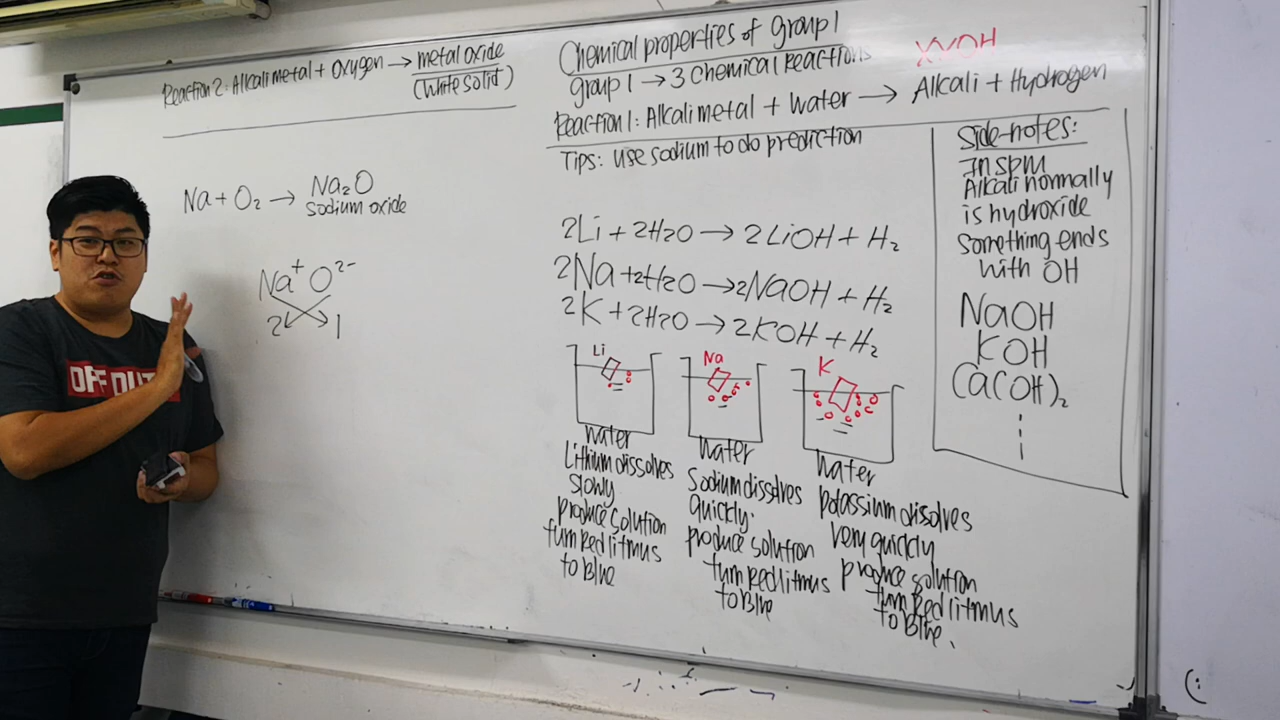 Reaction 2: Alkali metal + Oxygen → metal oxide
(White solid)
Na + O₂ → Na₂O
sodium oxide
Na⁺ O²⁻
2 1
OFF DUT
Chemical properties of Group 1
group 1 → 3 Chemical Reactions
XXOH
Reaction 1: Alkali metal + Water → Alkali + Hydrogen
Tips: use sodium to do prediction
2Li + 2H₂O → 2LiOH + H₂
2Na + 2H₂O → 2NaOH + H₂
2K + 2H₂O → 2KOH + H₂
Li
Water
Lithium dissolves
slowly
produce solution
turn Red litmus
to Blue
Na
Water
Sodium dissolves
Quickly.
produce solution
turn Red litmus
to Blue
K
Water
potassium disolves
very quickly
produce solution
turn Red litmus
to Blue.
Side-notes:
In spm
Alkali normally
is hydroxide
something ends
with OH
NaOH
KOH
Ca(OH)₂